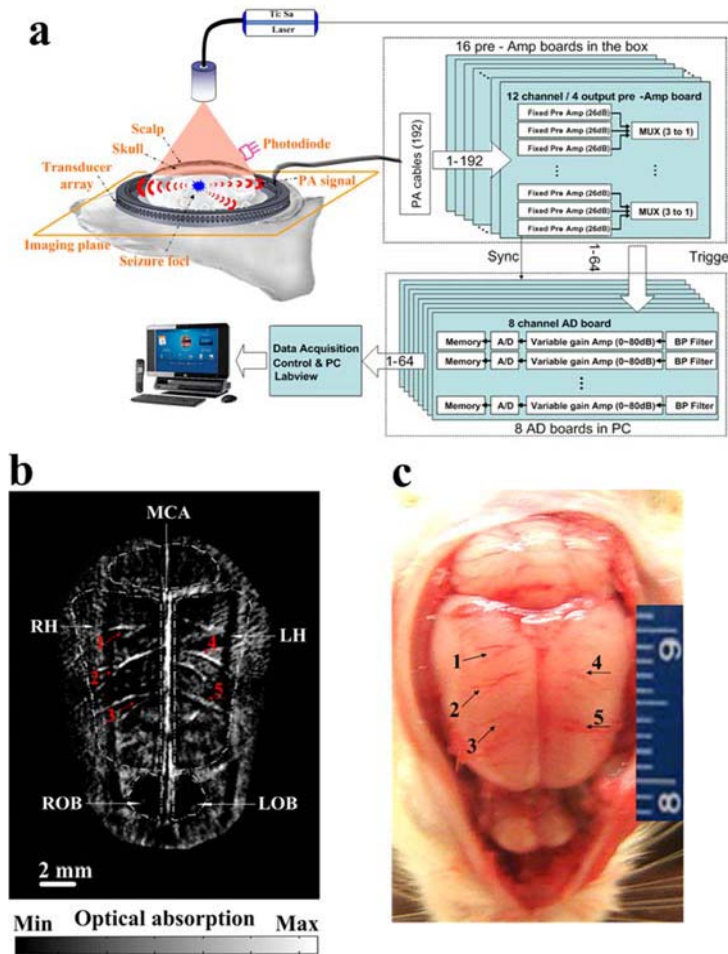 a
Ti: Sa
Laser
Scalp
Skull
Transducer
array
Photodiode
PA signal
Imaging plane
Seizure foci
16 pre - Amp boards in the box
12 channel / 4 output pre -Amp board
PA cables (192)
1-192
Fixed Pre Amp (26dB)
Fixed Pre Amp (26dB)
Fixed Pre Amp (26dB)
MUX (3 to 1)
Fixed Pre Amp (26dB)
Fixed Pre Amp (26dB)
Fixed Pre Amp (26dB)
MUX (3 to 1)
Sync
1-64
Trigge
8 channel AD board
Memory
A/D
Variable gain Amp (0~80dB)
BP Filter
Memory
A/D
Variable gain Amp (0~80dB)
BP Filter
Memory
A/D
Variable gain Amp (0~80dB)
BP Filter
8 AD boards in PC
1-64
Data Acquisition
Control & PC
Labview
b
MCA
RH
LH
1
2
3
4
5
ROB
LOB
2 mm
Min
Optical absorption
Max
c
1
2
3
4
5
9
8